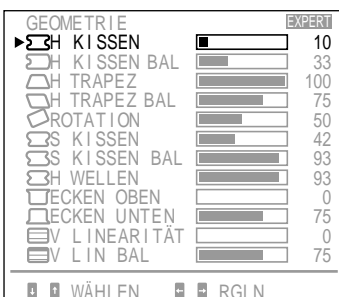 GEOMETRIE EXPERT
H KISSEN 10
H KISSEN BAL 33
H TRAPEZ 100
H TRAPEZ BAL 75
ROTATION 50
S KISSEN 42
S KISSEN BAL 93
H WELLEN 93
ECKEN OBEN 0
ECKEN UNTEN 75
V LINEARITÄT 0
V LIN BAL 75
WÄHLEN RGLN